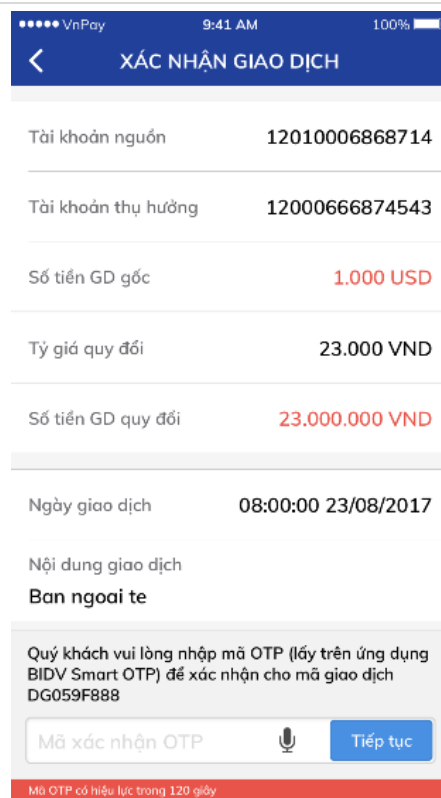 VnPay 9:41 AM 100%
XÁC NHẬN GIAO DỊCH
Tài khoản nguồn 12010006868714
Tài khoản thụ hưởng 12000666874543
Số tiền GD gốc 1.000 USD
Tỷ giá quy đổi 23.000 VND
Số tiền GD quy đổi 23.000.000 VND
Ngày giao dịch 08:00:00 23/08/2017
Nội dung giao dịch
Ban ngoai te
Quý khách vui lòng nhập mã OTP (lấy trên ứng dụng
BIDV Smart OTP) để xác nhận cho mã giao dịch
DG059F888
Mã xác nhận OTP Tiếp tục
Mã OTP có hiệu lực trong 120 giây